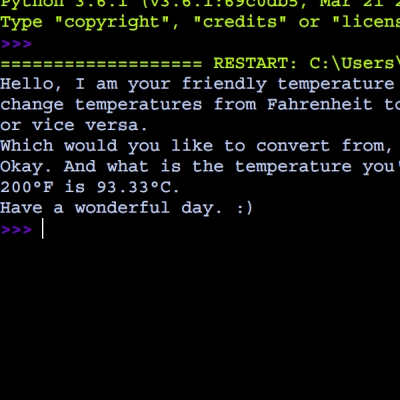 Python 3.6.1 (v3.6.1:69c0db5, Mar 21 2
Type "copyright", "credits" or "licens
>>>
=================== RESTART: C:\Users\
Hello, I am your friendly temperature
change temperatures from Fahrenheit to
or vice versa.
Which would you like to convert from,
Okay. And what is the temperature you'
200°F is 93.33°C.
Have a wonderful day. :)
>>>